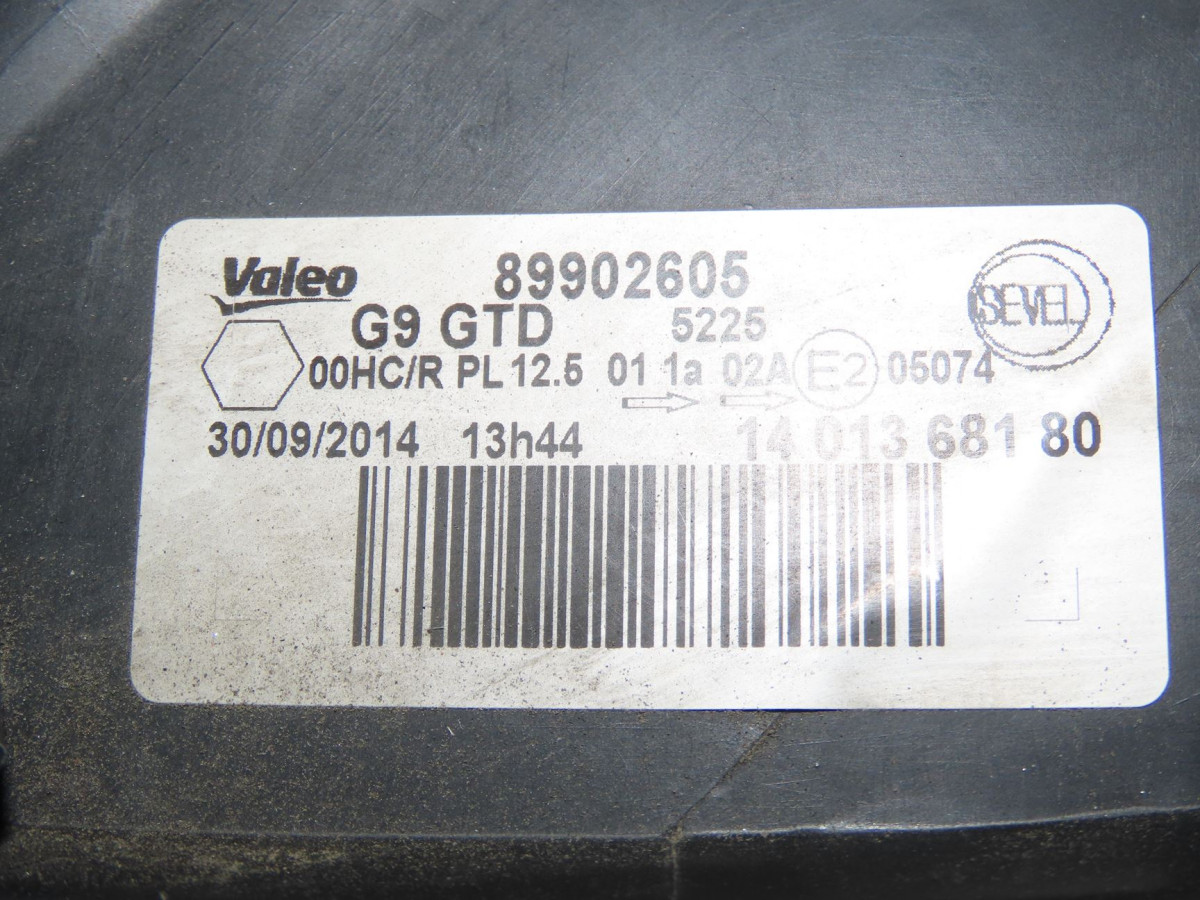 Valeo 89902605
G9 GTD 5225 SEVEL
00HC/R PL 12.5 01 1a 02A E2 05074
30/09/2014 13h44 14 013 681 80